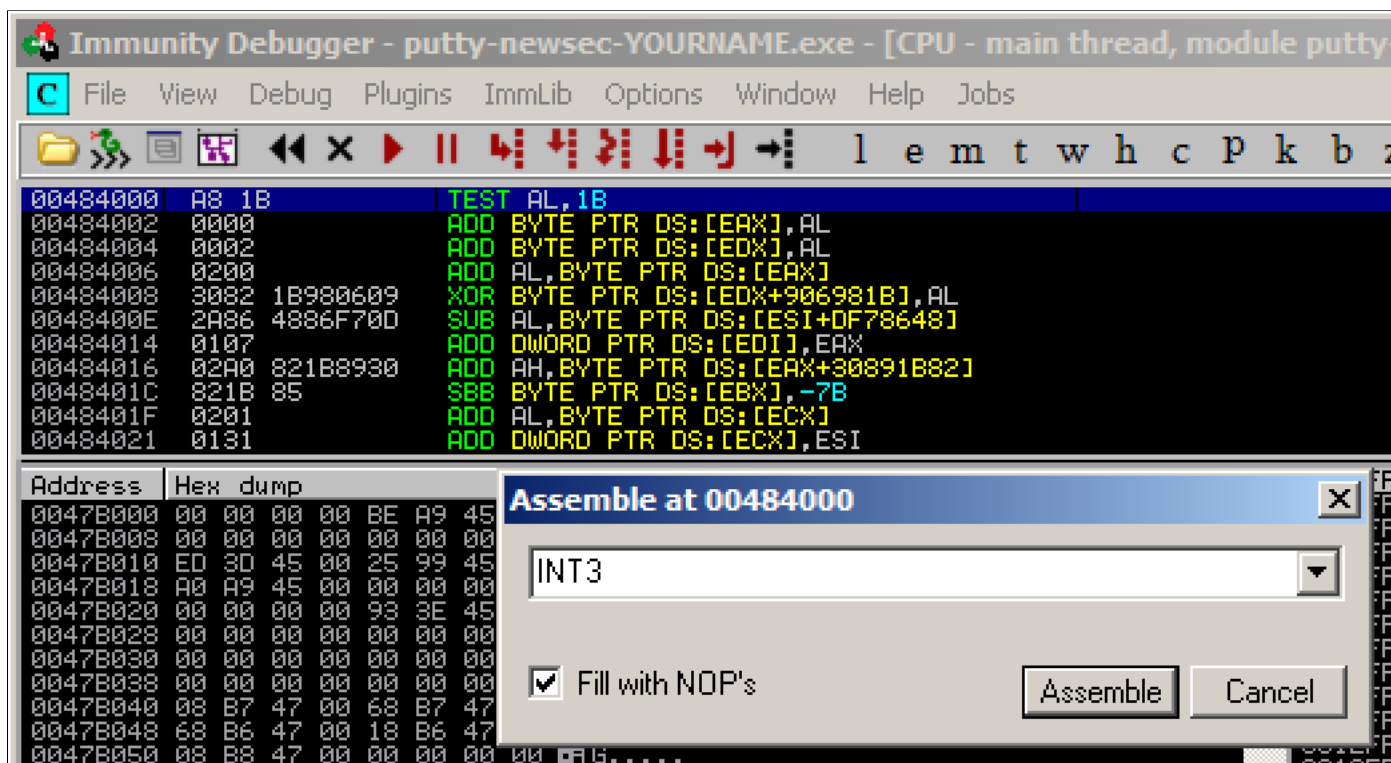 Immunity Debugger - putty-newsec-YOURNAME.exe - [CPU - main thread, module putty
C File View Debug Plugins ImmLib Options Window Help Jobs
l e m t w h c P k b z
00484000 A8 1B TEST AL,1B
00484002 0000 ADD BYTE PTR DS:[EAX],AL
00484004 0002 ADD BYTE PTR DS:[EDX],AL
00484006 0200 ADD AL,BYTE PTR DS:[EAX]
00484008 3082 1B980609 XOR BYTE PTR DS:[EDX+906981B],AL
0048400E 2A86 4886F70D SUB AL,BYTE PTR DS:[ESI+DF78648]
00484014 0107 ADD DWORD PTR DS:[EDI],EAX
00484016 02A0 821B8930 ADD AH,BYTE PTR DS:[EAX+30891B82]
0048401C 821B 85 SBB BYTE PTR DS:[EBX],-7B
0048401F 0201 ADD AL,BYTE PTR DS:[ECX]
00484021 0131 ADD DWORD PTR DS:[ECX],ESI
Address Hex dump
0047B000 00 00 00 00 BE A9 45
0047B008 00 00 00 00 00 00 00
0047B010 ED 3D 45 00 25 99 45
0047B018 A0 A9 45 00 00 00 00
0047B020 00 00 00 00 93 3E 45
0047B028 00 00 00 00 00 00 00
0047B030 00 00 00 00 00 00 00
0047B038 00 00 00 00 00 00 00
0047B040 08 B7 47 00 68 B7 47
0047B048 68 B6 47 00 18 B6 47
0047B050 08 B8 47 00 00 00 00 00
Assemble at 00484000
INT3
Fill with NOP's
Assemble Cancel